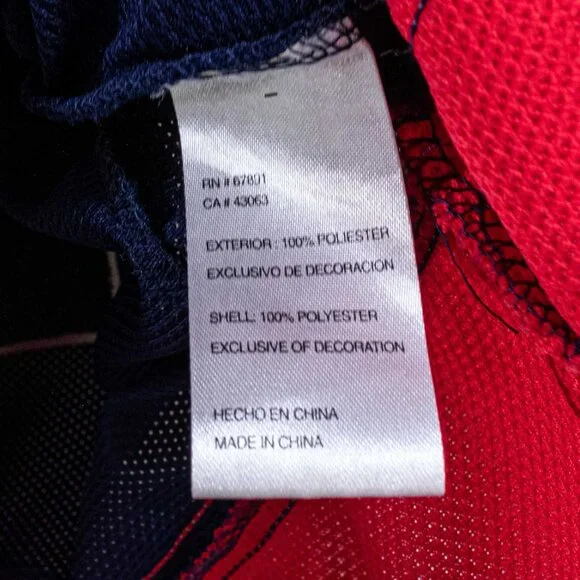 RN # 67891
CA # 43063
EXTERIOR : 100% POLIESTER
EXCLUSIVO DE DECORACION
SHELL: 100% POLYESTER
EXCLUSIVE OF DECORATION
HECHO EN CHINA
MADE IN CHINA